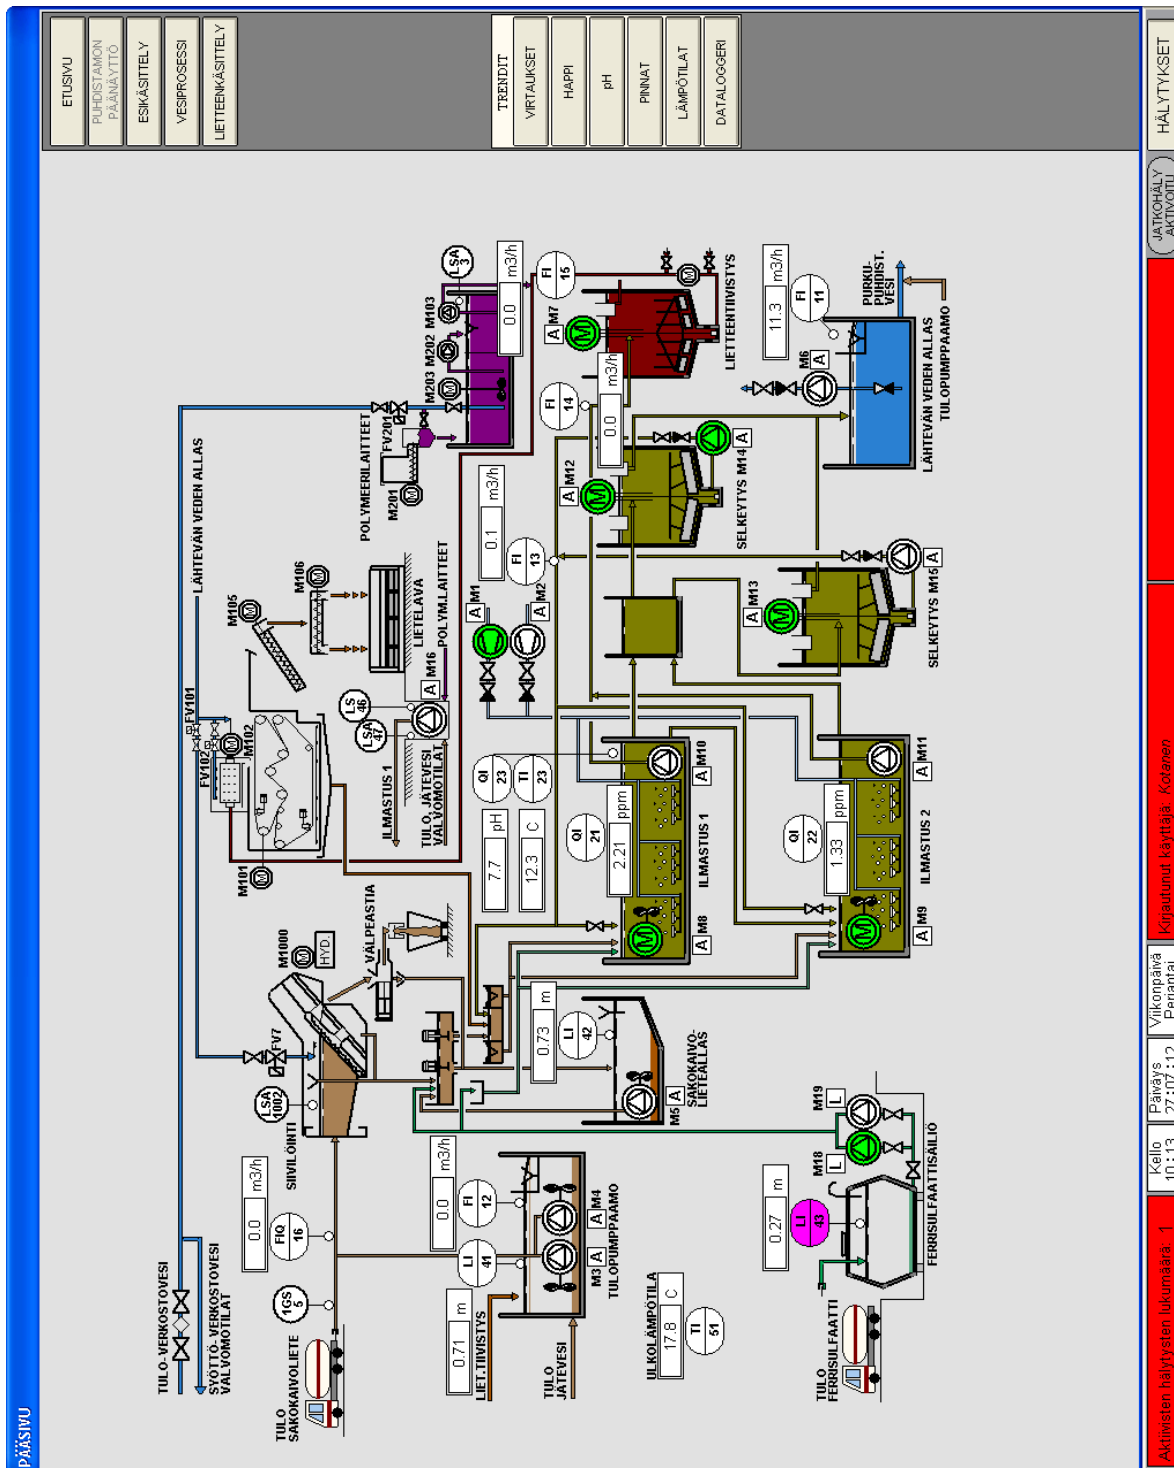 PÄÄSIVU
ETUSIVU
PUHDISTAMON
PÄÄNÄYTTÖ
ESIKÄSITTELY
VESIPROSESSI
LIETTEENKÄSITTELY
TRENDIT
VIRTAUKSET
HAPPI
pH
PINNAT
LÄMPÖTILAT
DATALOGGERI
TULO-VERKOSTOVESI
SYÖTTÖ-VERKOSTOVESI
VALVOMOTILAT
LÄHTEVÄN VEDEN ALLAS
TULO
SAKOKAIVOLIETE
1GS
5
FIQ
16
0.0 m3/h
SIIVILÖINTI
LSA
1002
FV7
M1000
HYD.
VÄLPEASTIA
M101
FV102
FV101
M102
M105
M106
LIETELAVA
ILMASTUS 1
TULO, JÄTEVESI
VALVOMOTILAT
LSA
47
LS
46
A M16
POLYM.LAITTEET
POLYMEERILAITTEET
M201
FV201
M203
M202
M103
LSA
3
0.0 m3/h
FI
15
LIET.TIIVISTYS
0.71 m
LI
41
0.0 m3/h
FI
12
TULO
JÄTEVESI
M3 A
A M4
TULOPUMPPAAMO
0.73 m
LI
42
M5 A
SAKOKAIVO-
LIETEALLAS
7.7 pH
QI
23
12.3 C
TI
23
QI
21
2.21 ppm
A M8
ILMASTUS 1
A M10
A M1
A M2
0.1 m3/h
FI
13
FI
14
0.0 m3/h
A M12
SELKEYTYS M14 A
A M7
LIETTEENTIIVISTYS
ULKOLÄMPÖTILA
17.8 C
TI
51
QI
22
1.33 ppm
A M9
ILMASTUS 2
A M11
A M13
SELKEYTYS M15 A
11.3 m3/h
FI
11
M6
A
PURKU-
PUHDIST.
VESI
LÄHTEVÄN VEDEN ALLAS
TULOPUMPPAAMO
TULO
FERRISULFAATTI
0.27 m
LI
43
M18 L
M19 L
FERRISULFAATTISÄILIÖ
Aktiivisten hälytysten lukumäärä: 1
Kello
10:13
Päiväys
27:07:12
Viikonpäivä
Perjantai
Kirjautunut käyttäjä Kotanen
JATKOHÄLY
AKTIVOITU
HÄLYTYKSET